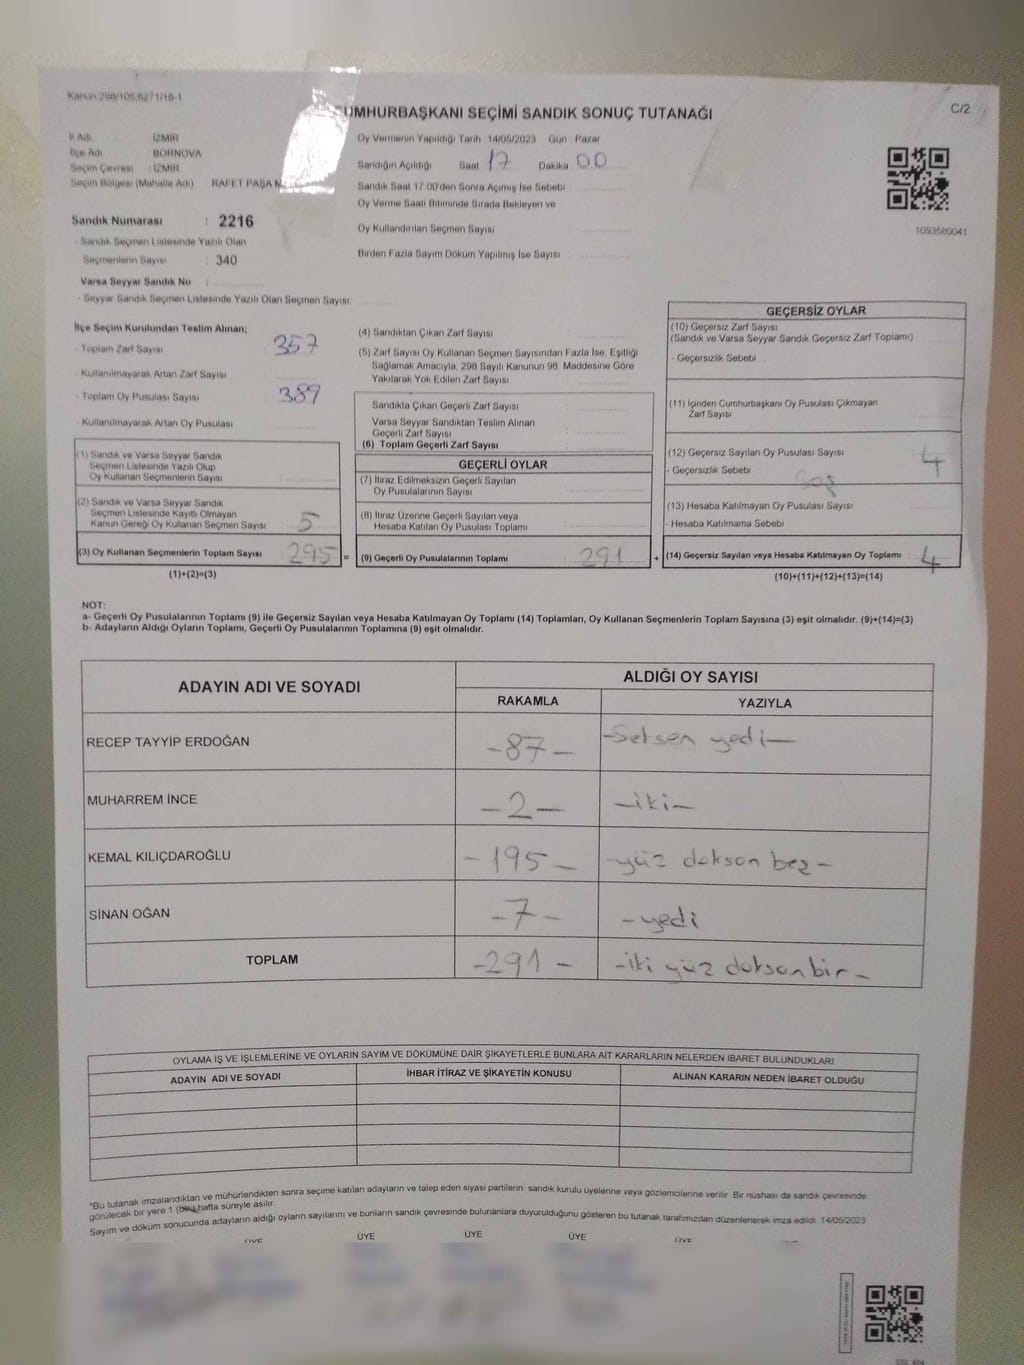 Kanun 298/105,6271/18-1
CUMHURBAŞKANI SEÇİMİ SANDIK SONUÇ TUTANAĞI
C/2
İl Adı : İZMİR
İlçe Adı : BORNOVA
Seçim Çevresi : İZMİR
Seçim Bölgesi (Mahalle Adı) : RAFET PAŞA
Oy Vermenin Yapıldığı Tarih 14/05/2023 Gün : Pazar
Sandığın Açıldığı Saat 17 Dakika 00
Sandık Saat 17:00'den Sonra Açmış İse Sebebi :
Oy Verme Saati Bitiminde Sırada Bekleyen ve
Oy Kullandırılan Seçmen Sayısı
Birden Fazla Sayım Döküm Yapılmış İse Sayısı :
1093580041
Sandık Numarası : 2216
- Sandık Seçmen Listesinde Yazılı Olan
Seçmenlerin Sayısı : 340
Varsa Seyyar Sandık No :
- Seyyar Sandık Seçmen Listesinde Yazılı Olan Seçmen Sayısı
İlçe Seçim Kurulundan Teslim Alınan;
- Toplam Zarf Sayısı 357
- Kullanılmayarak Artan Zarf Sayısı
- Toplam Oy Pusulası Sayısı 389
- Kullanılmayarak Artan Oy Pusulası
(1) Sandık ve Varsa Seyyar Sandık
Seçmen Listesinde Yazılı Olup
Oy Kullanan Seçmenlerin Sayısı
(2) Sandık ve Varsa Seyyar Sandık
Seçmen Listesinde Kayıtlı Olmayan
Kanun Gereği Oy Kullanan Seçmen Sayısı 5
(3) Oy Kullanan Seçmenlerin Toplam Sayısı 295 =
(1)+(2)=(3)
(4) Sandıktan Çıkan Zarf Sayısı
(5) Zarf Sayısı Oy Kullanan Seçmen Sayısından Fazla İse, Eşitliği
Sağlamak Amacıyla, 298 Sayılı Kanunun 98. Maddesine Göre
Yakılarak Yok Edilen Zarf Sayısı
Sandıkta Çıkan Geçerli Zarf Sayısı
Varsa Seyyar Sandıktan Teslim Alınan
Geçerli Zarf Sayısı
(6) Toplam Geçerli Zarf Sayısı
GEÇERLİ OYLAR
(7) İtiraz Edilmeksizin Geçerli Sayılan
Oy Pusulalarının Sayısı
(8) İtiraz Üzerine Geçerli Sayılan veya
Hesaba Katılan Oy Pusulası Toplamı
(9) Geçerli Oy Pusulalarının Toplamı 291 +
GEÇERSİZ OYLAR
(10) Geçersiz Zarf Sayısı
(Sandık ve Varsa Seyyar Sandık Geçersiz Zarf Toplamı)
- Geçersizlik Sebebi
(11) İçinden Cumhurbaşkanı Oy Pusulası Çıkmayan
Zarf Sayısı
(12) Geçersiz Sayılan Oy Pusulası Sayısı 4
- Geçersizlik Sebebi
(13) Hesaba Katılmayan Oy Pusulası Sayısı
- Hesaba Katılmama Sebebi
(14) Geçersiz Sayılan veya Hesaba Katılmayan Oy Toplamı 4
(10)+(11)+(12)+(13)=(14)
NOT:
a- Geçerli Oy Pusulalarının Toplamı (9) ile Geçersiz Sayılan veya Hesaba Katılmayan Oy Toplamı (14) Toplamları, Oy Kullanan Seçmenlerin Toplam Sayısına (3) eşit olmalıdır. (9)+(14)=(3)
b- Adayların Aldığı Oyların Toplamı, Geçerli Oy Pusulalarının Toplamına (9) eşit olmalıdır.
ADAYIN ADI VE SOYADI
ALDIĞI OY SAYISI
RAKAMLA YAZIYLA
RECEP TAYYİP ERDOĞAN -87- -Seksen yedi-
MUHARREM İNCE -2- -iki-
KEMAL KILIÇDAROĞLU -195- -yüz doksan beş-
SİNAN OĞAN -7- -yedi
TOPLAM -291- -iki yüz doksan bir-
OYLAMA İŞ VE İŞLEMLERİNE VE OYLARIN SAYIM VE DÖKÜMÜNE DAİR ŞİKAYETLERLE BUNLARA AİT KARARLARIN NELERDEN İBARET BULUNDUKLARI
ADAYIN ADI VE SOYADI İHBAR İTİRAZ VE ŞİKAYETİN KONUSU ALINAN KARARIN NEDEN İBARET OLDUĞU
*Bu tutanak imzalandıktan ve mühürlendikten sonra seçime katılan adayların ve talep eden siyasi partilerin sandık kurulu üyelerine veya gözlemcilerine verilir. Bir nüshası da sandık çevresinde
görülecek bir yere 1 (bir) hafta süreyle asılır.
Sayım ve döküm sonucunda adayların aldığı oyların sayılarını ve bunların sandık çevresinde bulunanlara duyurulduğunu gösteren bu tutanak tarafımızdan düzenlenerek imza edildi. 14/05/2023
ÜYE ÜYE ÜYE ÜYE ÜYE